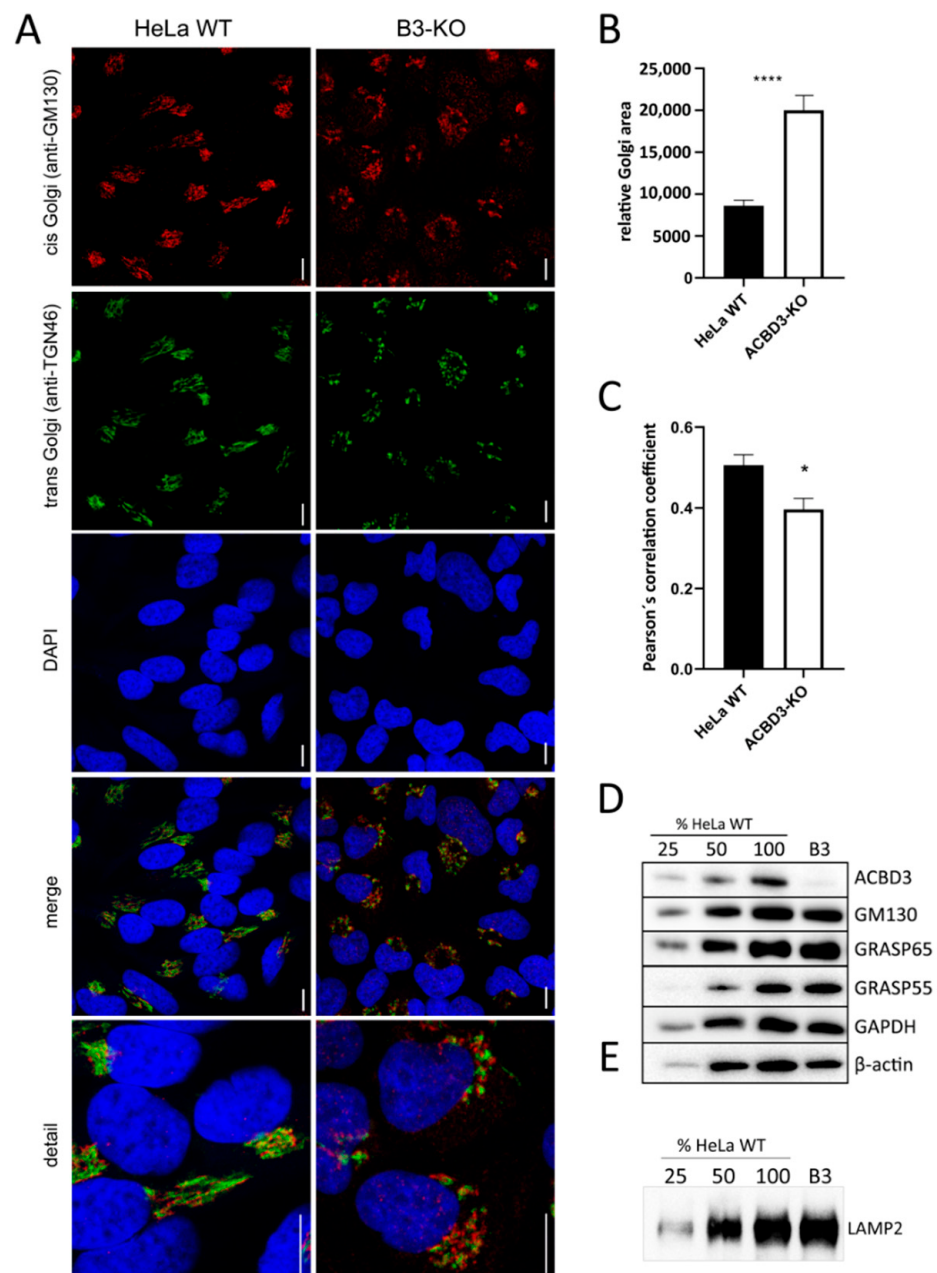 A
HeLa WT
B3-KO
cis Golgi (anti-GM130)
trans Golgi (anti-TGN46)
DAPI
merge
detail
B
relative Golgi area
25,000
20,000
15,000
10,000
5000
0
****
HeLa WT
ACBD3-KO
C
Pearson´s correlation coefficient
0.6
0.4
0.2
0.0
*
HeLa WT
ACBD3-KO
D
% HeLa WT
25 50 100 B3
ACBD3
GM130
GRASP65
GRASP55
GAPDH
β-actin
E
% HeLa WT
25 50 100 B3
LAMP2